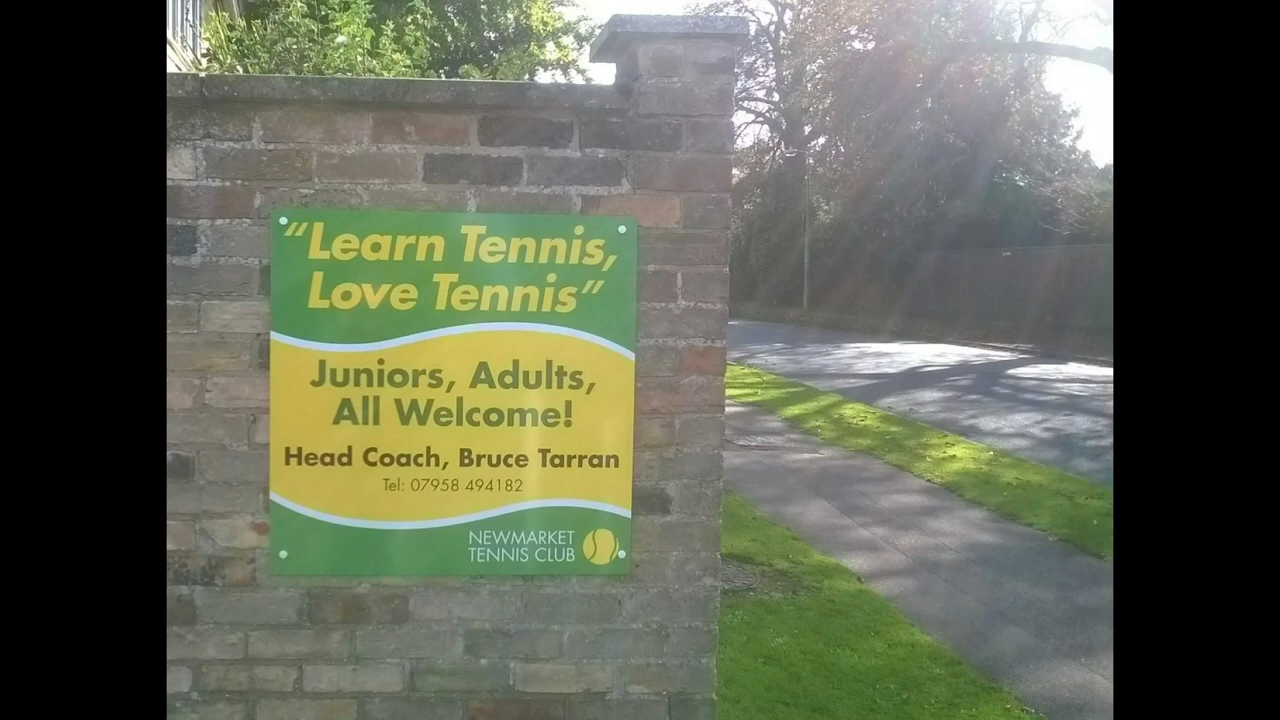 “Learn Tennis,
Love Tennis”
Juniors, Adults,
All Welcome!
Head Coach, Bruce Tarran
Tel: 07958 494182
NEWMARKET
TENNIS CLUB